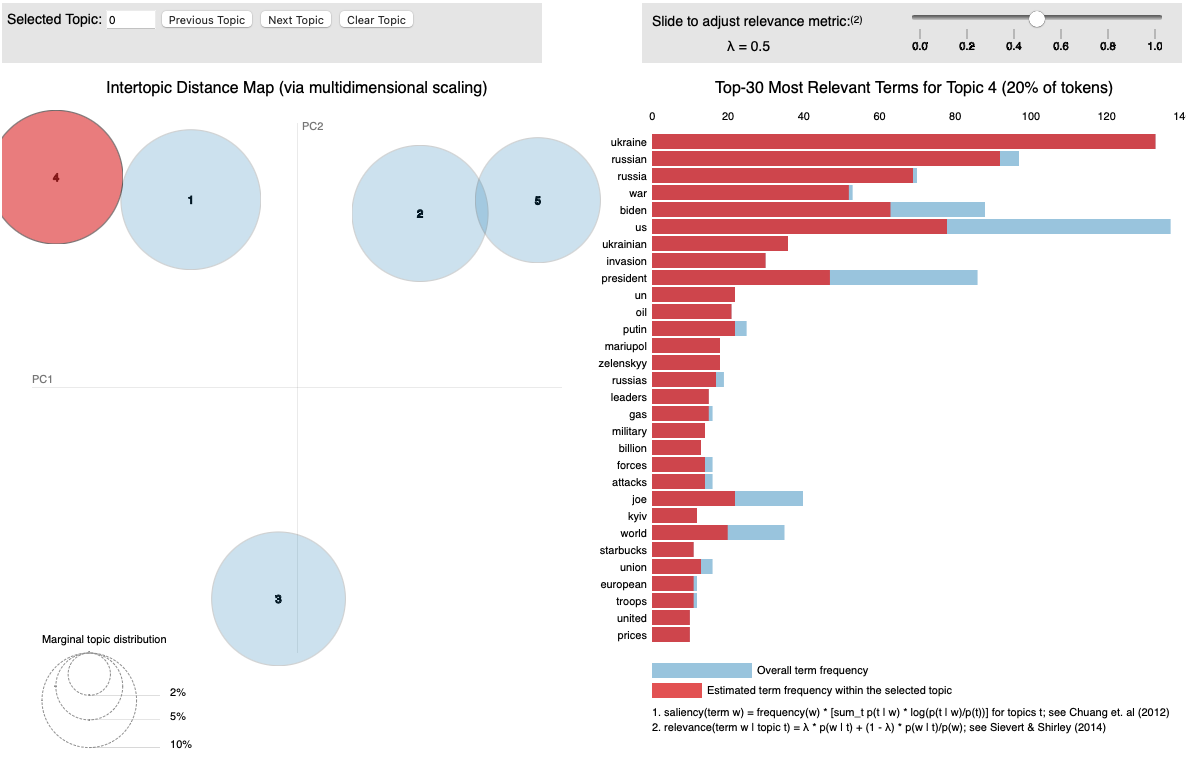 Selected Topic: 0 Previous Topic Next Topic Clear Topic
Slide to adjust relevance metric:(2)
λ = 0.5
0.0 0.2 0.4 0.6 0.8 1.0
Intertopic Distance Map (via multidimensional scaling)
PC2
PC1
4
1
2
5
3
Marginal topic distribution
2%
5%
10%
Top-30 Most Relevant Terms for Topic 4 (20% of tokens)
0 20 40 60 80 100 120 14
ukraine
russian
russia
war
biden
us
ukrainian
invasion
president
un
oil
putin
mariupol
zelenskyy
russias
leaders
gas
military
billion
forces
attacks
joe
kyiv
world
starbucks
union
european
troops
united
prices
Overall term frequency
Estimated term frequency within the selected topic
1. saliency(term w) = frequency(w) * [sum_t p(t | w) * log(p(t | w)/p(t))] for topics t; see Chuang et. al (2012)
2. relevance(term w | topic t) = λ * p(w | t) + (1 - λ) * p(w | t)/p(w); see Sievert & Shirley (2014)